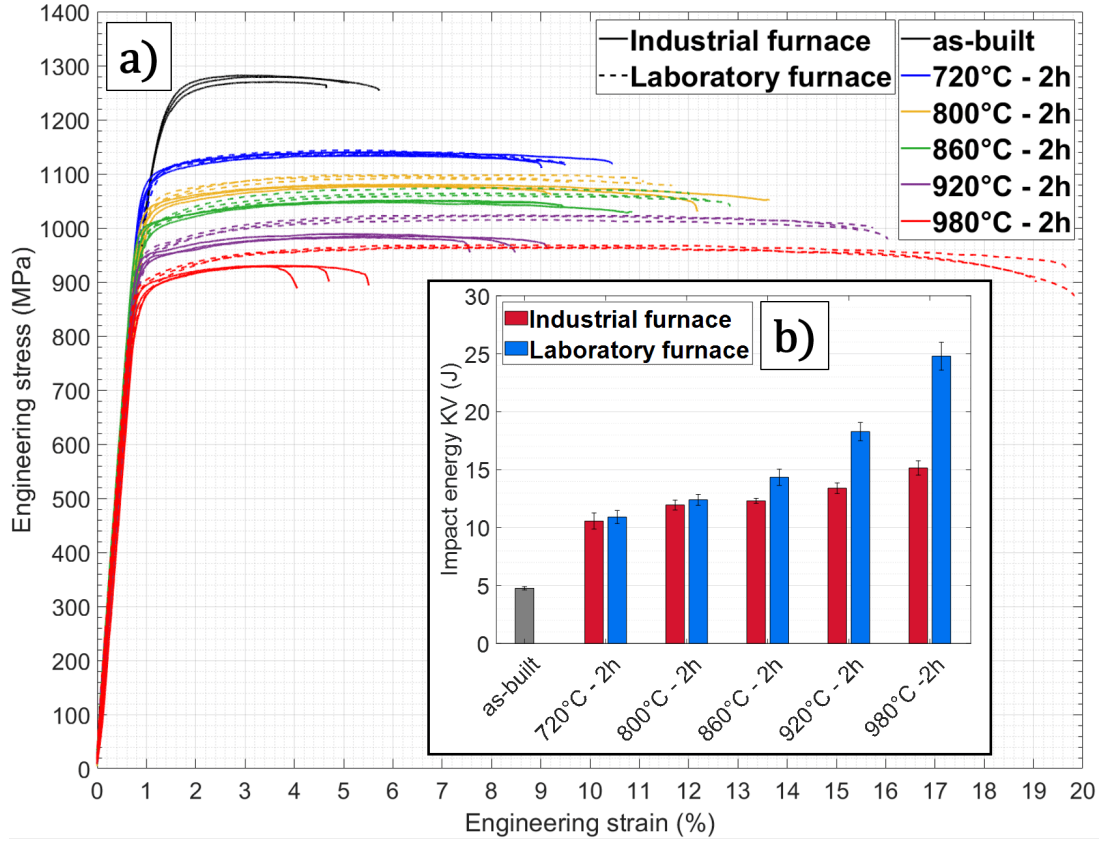 a)
Industrial furnace
Laboratory furnace
as-built
720°C - 2h
800°C - 2h
860°C - 2h
920°C - 2h
980°C - 2h
1400
1300
1200
1100
1000
900
800
700
600
500
400
300
200
100
0
Engineering stress (MPa)
0 1 2 3 4 5 6 7 8 9 10 11 12 13 14 15 16 17 18 19 20
Engineering strain (%)
b)
Industrial furnace
Laboratory furnace
30
25
20
15
10
5
0
Impact energy KV (J)
as-built
720°C - 2h
800°C - 2h
860°C - 2h
920°C - 2h
980°C -2h